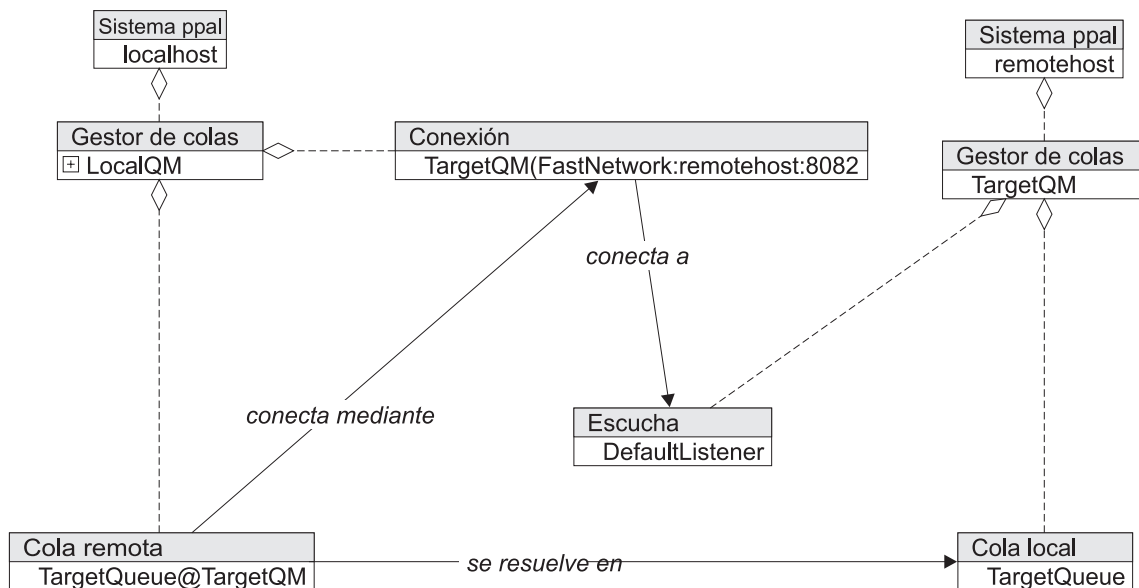 Sistema ppal
localhost
Sistema ppal
remotehost
Gestor de colas
LocalQM
Conexión
TargetQM(FastNetwork:remotehost:8082
Gestor de colas
TargetQM
conecta a
conecta mediante
Escucha
DefaultListener
Cola remota
TargetQueue@TargetQM
se resuelve en
Cola local
TargetQueue